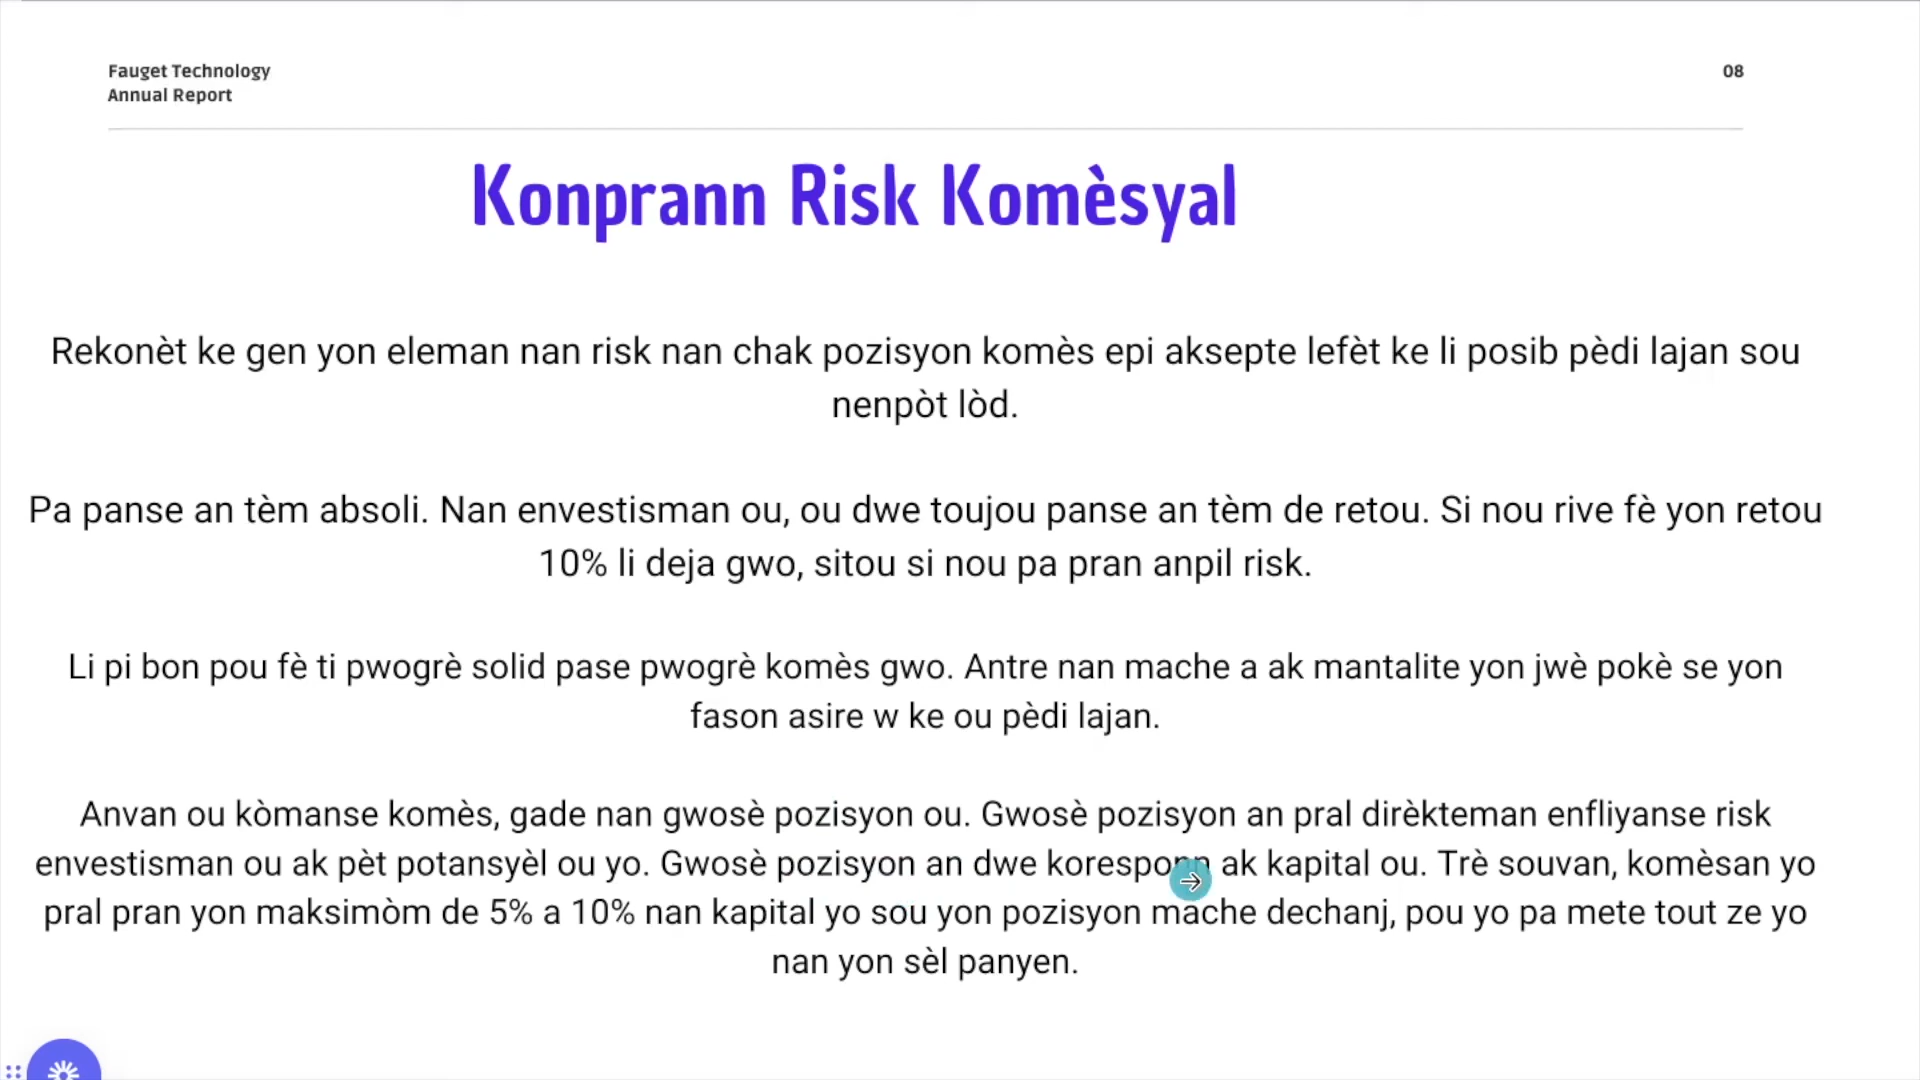 Fauget Technology
Annual Report
08
Konprann Risk Komèsyal
Rekonèt ke gen yon eleman nan risk nan chak pozisyon komès epi aksepte lefèt ke li posib pèdi lajan sou
nenpòt lòd.
Pa panse an tèm absoli. Nan envestisman ou, ou dwe toujou panse an tèm de retou. Si nou rive fè yon retou
10% li deja gwo, sitou si nou pa pran anpil risk.
Li pi bon pou fè ti pwogrè solid pase pwogrè komès gwo. Antre nan mache a ak mantalite yon jwè pokè se yon
fason asire w ke ou pèdi lajan.
Anvan ou kòmanse komès, gade nan gwosè pozisyon ou. Gwosè pozisyon an pral dirèkteman enfliyanse risk
envestisman ou ak pèt potansyèl ou yo. Gwosè pozisyon an dwe koresponn ak kapital ou. Trè souvan, komèsan yo
pral pran yon maksimòm de 5% a 10% nan kapital yo sou yon pozisyon mache dechanj, pou yo pa mete tout ze yo
nan yon sèl panyen.